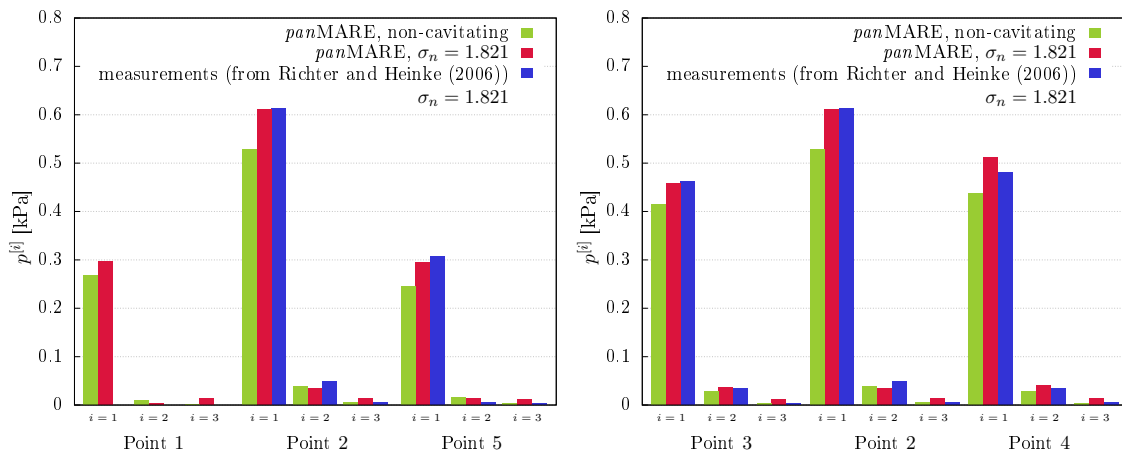 0.8
0.7
0.6
0.5
0.4
0.3
0.2
0.1
0
p^[i] [kPa]
panMARE, non-cavitating
panMARE, σₙ = 1.821
measurements (from Richter and Heinke (2006))
σₙ = 1.821
i = 1 i = 2 i = 3 i = 1 i = 2 i = 3 i = 1 i = 2 i = 3
Point 1 Point 2 Point 5
0.8
0.7
0.6
0.5
0.4
0.3
0.2
0.1
0
p^[i] [kPa]
panMARE, non-cavitating
panMARE, σₙ = 1.821
measurements (from Richter and Heinke (2006))
σₙ = 1.821
i = 1 i = 2 i = 3 i = 1 i = 2 i = 3 i = 1 i = 2 i = 3
Point 3 Point 2 Point 4